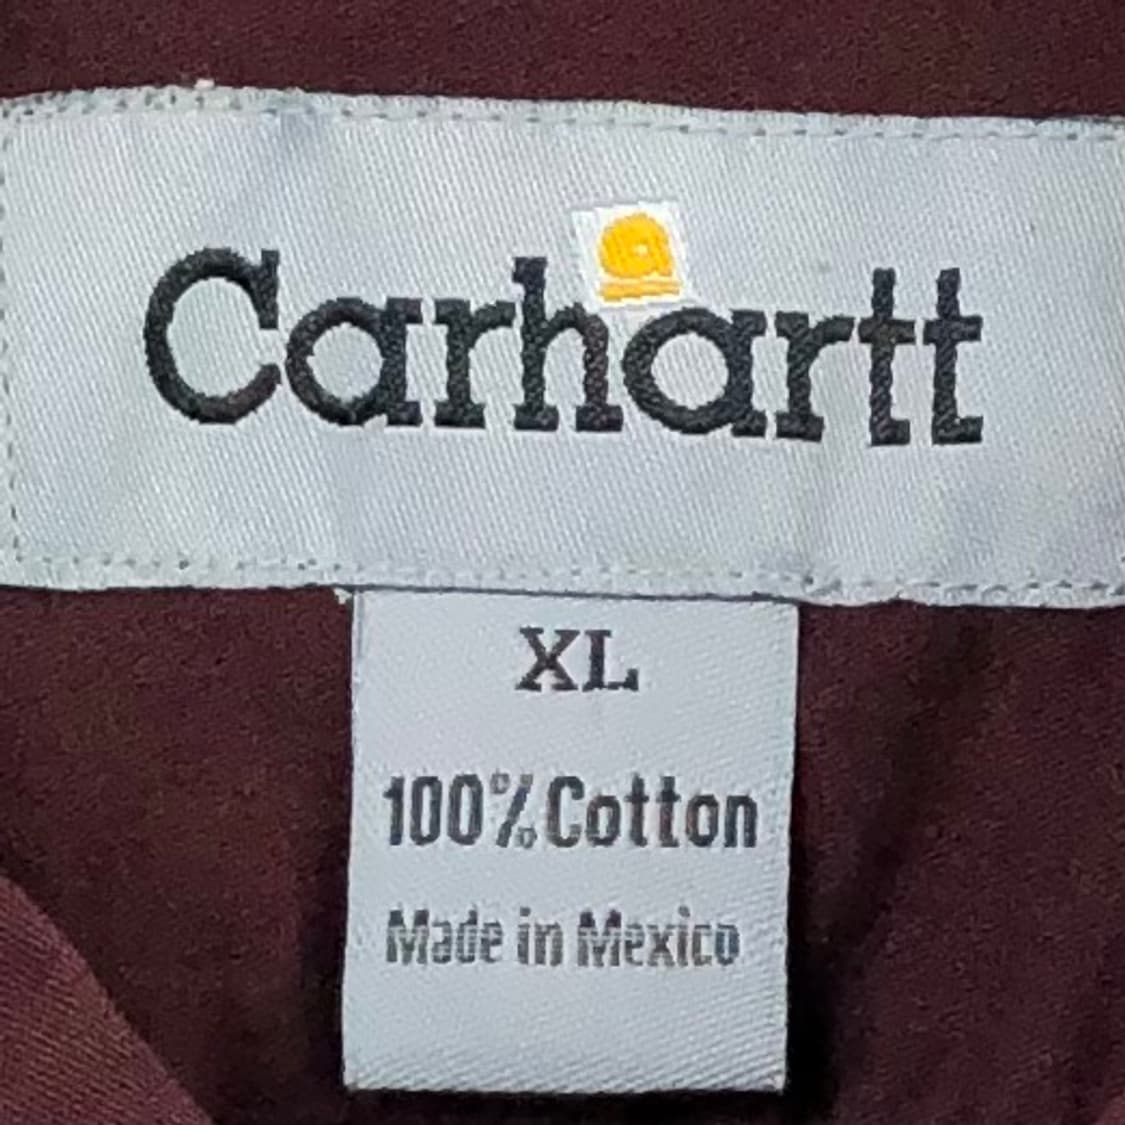 Carhartt
XL
100% Cotton
Made in Mexico